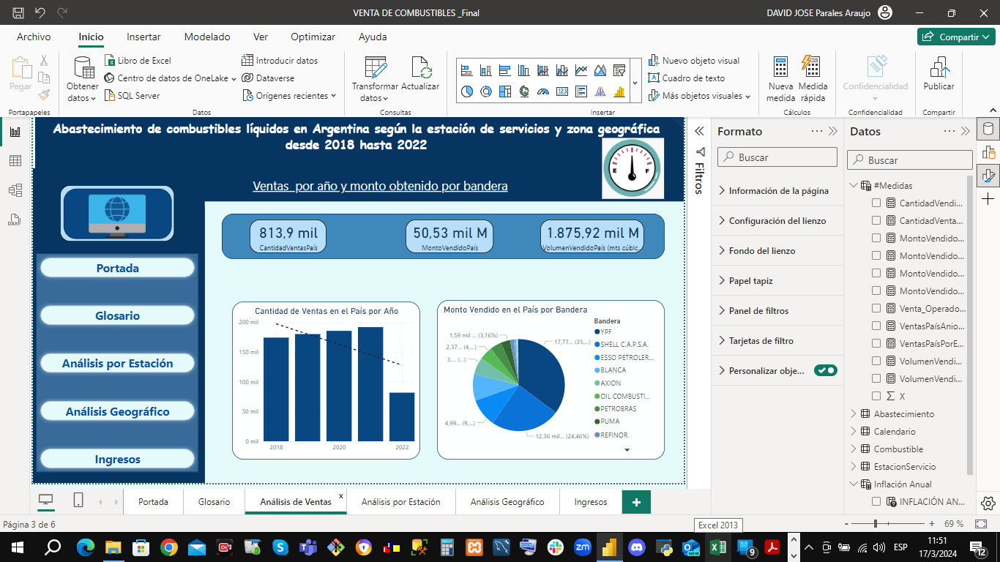 VENTA DE COMBUSTIBLES _Final
DAVID JOSE Parales Araujo
Archivo
Inicio
Insertar
Modelado
Ver
Optimizar
Ayuda
Compartir
Pegar
Portapapeles
Obtener datos
Libro de Excel
Centro de datos de OneLake
SQL Server
Introducir datos
Dataverse
Orígenes recientes
Datos
Transformar datos
Actualizar
Consultas
Nuevo objeto visual
Cuadro de texto
Más objetos visuales
Insertar
Nueva medida
Medida rápida
Cálculos
Confidencialidad
Confidencialidad
Publicar
Compartir
Abastecimiento de combustibles líquidos en Argentina según la estación de servicios y zona geográfica
desde 2018 hasta 2022
E F
Ventas por año y monto obtenido por bandera
813,9 mil
CantidadVentasPaís
50,53 mil M
MontoVendidoPaís
1.875,92 mil M
VolumenVendidoPaís (mts cúbic...
Portada
Glosario
Análisis por Estación
Análisis Geográfico
Ingresos
Cantidad de Ventas en el País por Año
200 mil
150 mil
100 mil
50 mil
0 mil
2018
2020
2022
Monto Vendido en el País por Bandera
1,59 mil ... (3,16%)
2,37... (4,...)
3,... (...)
4,99... (9,...)
17,77... (35,...)
12,36 mil... (24,46%)
Bandera
YPF
SHELL C.A.P.S.A.
ESSO PETROLER...
BLANCA
AXION
OIL COMBUSTI...
PETROBRAS
PUMA
REFINOR
Filtros
Formato
Buscar
Información de la página
Configuración del lienzo
Fondo del lienzo
Papel tapiz
Panel de filtros
Tarjetas de filtro
Personalizar obje...
Datos
Buscar
#Medidas
CantidadVendi...
CantidadVenta...
MontoVendido...
MontoVendido...
MontoVendido...
MontoVendido...
Venta_Operado...
VentasPaísAnio...
VentasPaísPorE...
VolumenVendi...
VolumenVendi...
X
Abastecimiento
Calendario
Combustible
EstacionServicio
Inflación Anual
INFLACIÓN AN...
Portada
Glosario
Análisis de Ventas
x
Análisis por Estación
Análisis Geográfico
Ingresos
Página 3 de 6
Excel 2013
69 %
ESP
11:51
17/3/2024
9
12